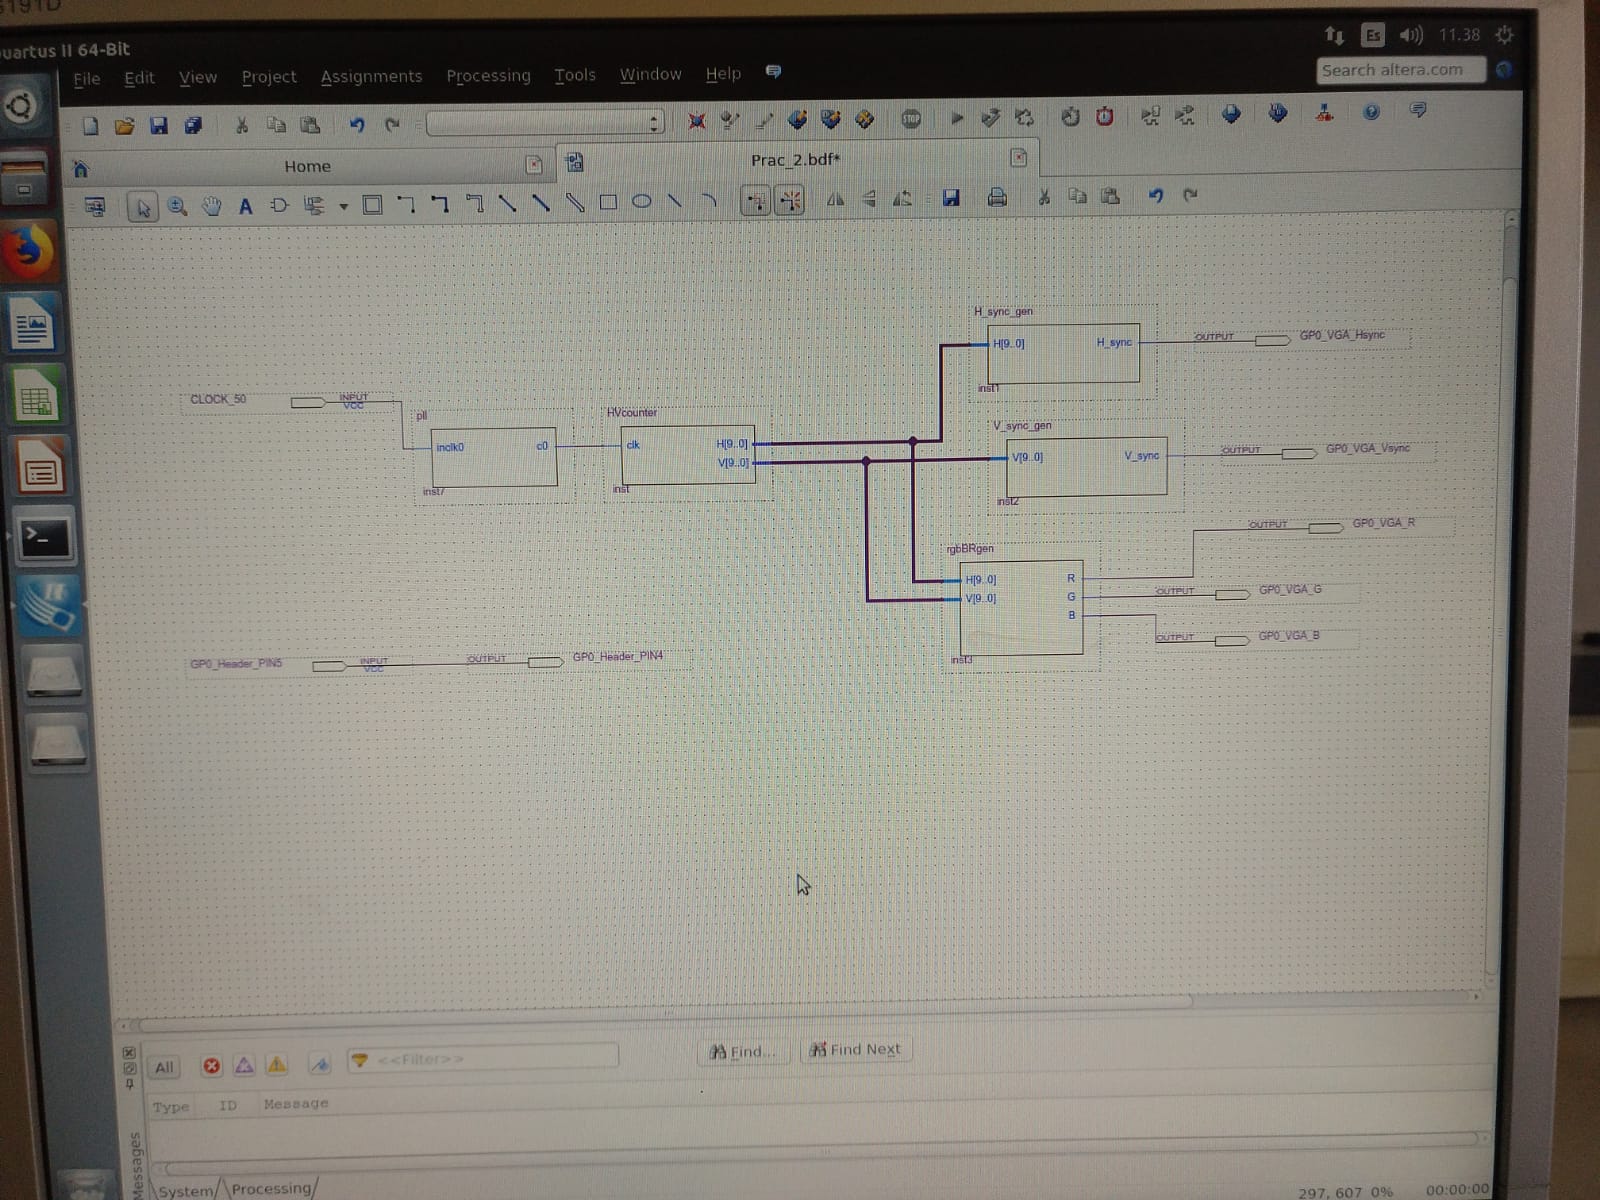 S191D
uartus II 64-Bit
Es 11.38
File Edit View Project Assignments Processing Tools Window Help
Search altera.com
STOP
Home
Prac_2.bdf*
A
H_sync_gen
H[9..0] H_sync
OUTPUT GP0_VGA_Hsync
inst1
CLOCK_50 INPUT
VCC
pll
HVcounter
inclk0 c0
clk H[9..0]
V[9..0]
inst7
inst
V_sync_gen
V[9..0] V_sync
OUTPUT GP0_VGA_Vsync
inst2
OUTPUT GP0_VGA_R
rgbBRgen
H[9..0] R
V[9..0] G
B
OUTPUT GP0_VGA_G
OUTPUT GP0_VGA_B
inst3
GP0_Header_PIN5 INPUT
VCC
OUTPUT GP0_Header_PIN4
All <<Filter>> Find... Find Next
Type ID Message
Messages
System Processing
297, 607 0% 00:00:00